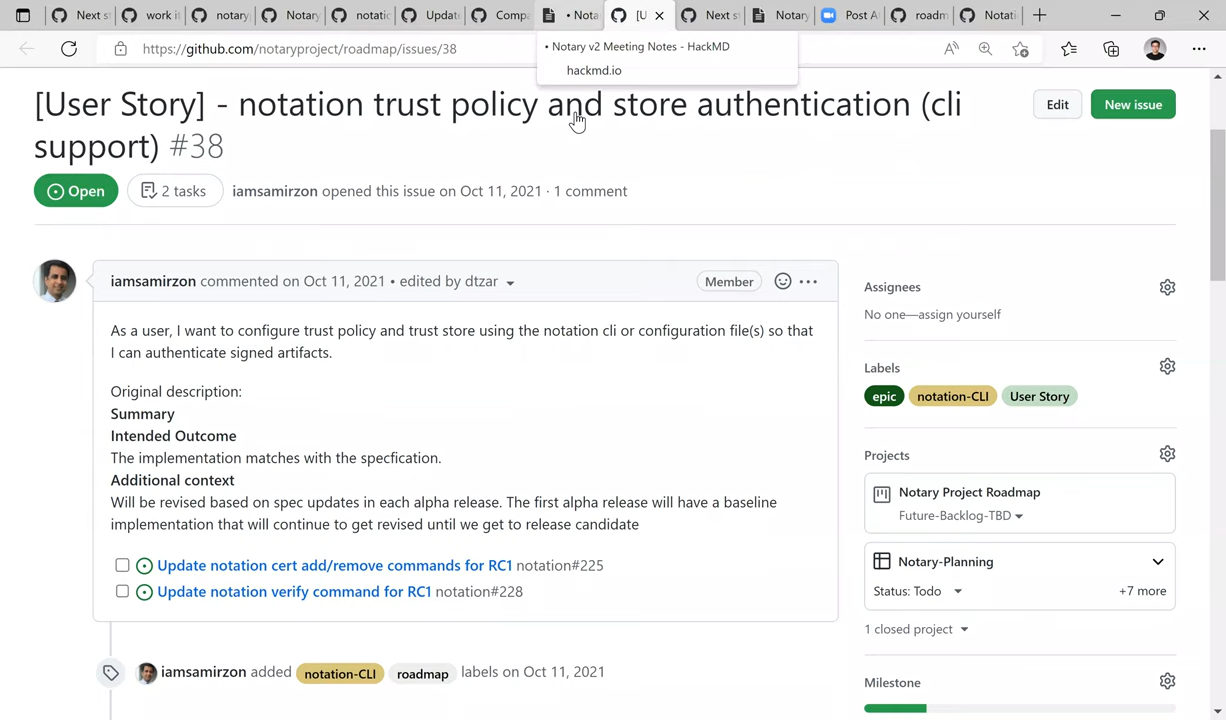 Next s
work it
notary
Notary
notatio
Update
Compa
• Nota
[U
Next s
Notary
Post A
roadm
Notati
https://github.com/notaryproject/roadmap/issues/38
• Notary v2 Meeting Notes - HackMD
hackmd.io
[User Story] - notation trust policy and store authentication (cli
support) #38
Edit
New issue
Open
2 tasks
iamsamirzon opened this issue on Oct 11, 2021 · 1 comment
iamsamirzon commented on Oct 11, 2021 • edited by dtzar
Member
As a user, I want to configure trust policy and trust store using the notation cli or configuration file(s) so that
I can authenticate signed artifacts.
Original description:
Summary
Intended Outcome
The implementation matches with the specfication.
Additional context
Will be revised based on spec updates in each alpha release. The first alpha release will have a baseline
implementation that will continue to get revised until we get to release candidate
Update notation cert add/remove commands for RC1 notation#225
Update notation verify command for RC1 notation#228
iamsamirzon added notation-CLI roadmap labels on Oct 11, 2021
Assignees
No one—assign yourself
Labels
epic
notation-CLI
User Story
Projects
Notary Project Roadmap
Future-Backlog-TBD
Notary-Planning
Status: Todo
+7 more
1 closed project
Milestone